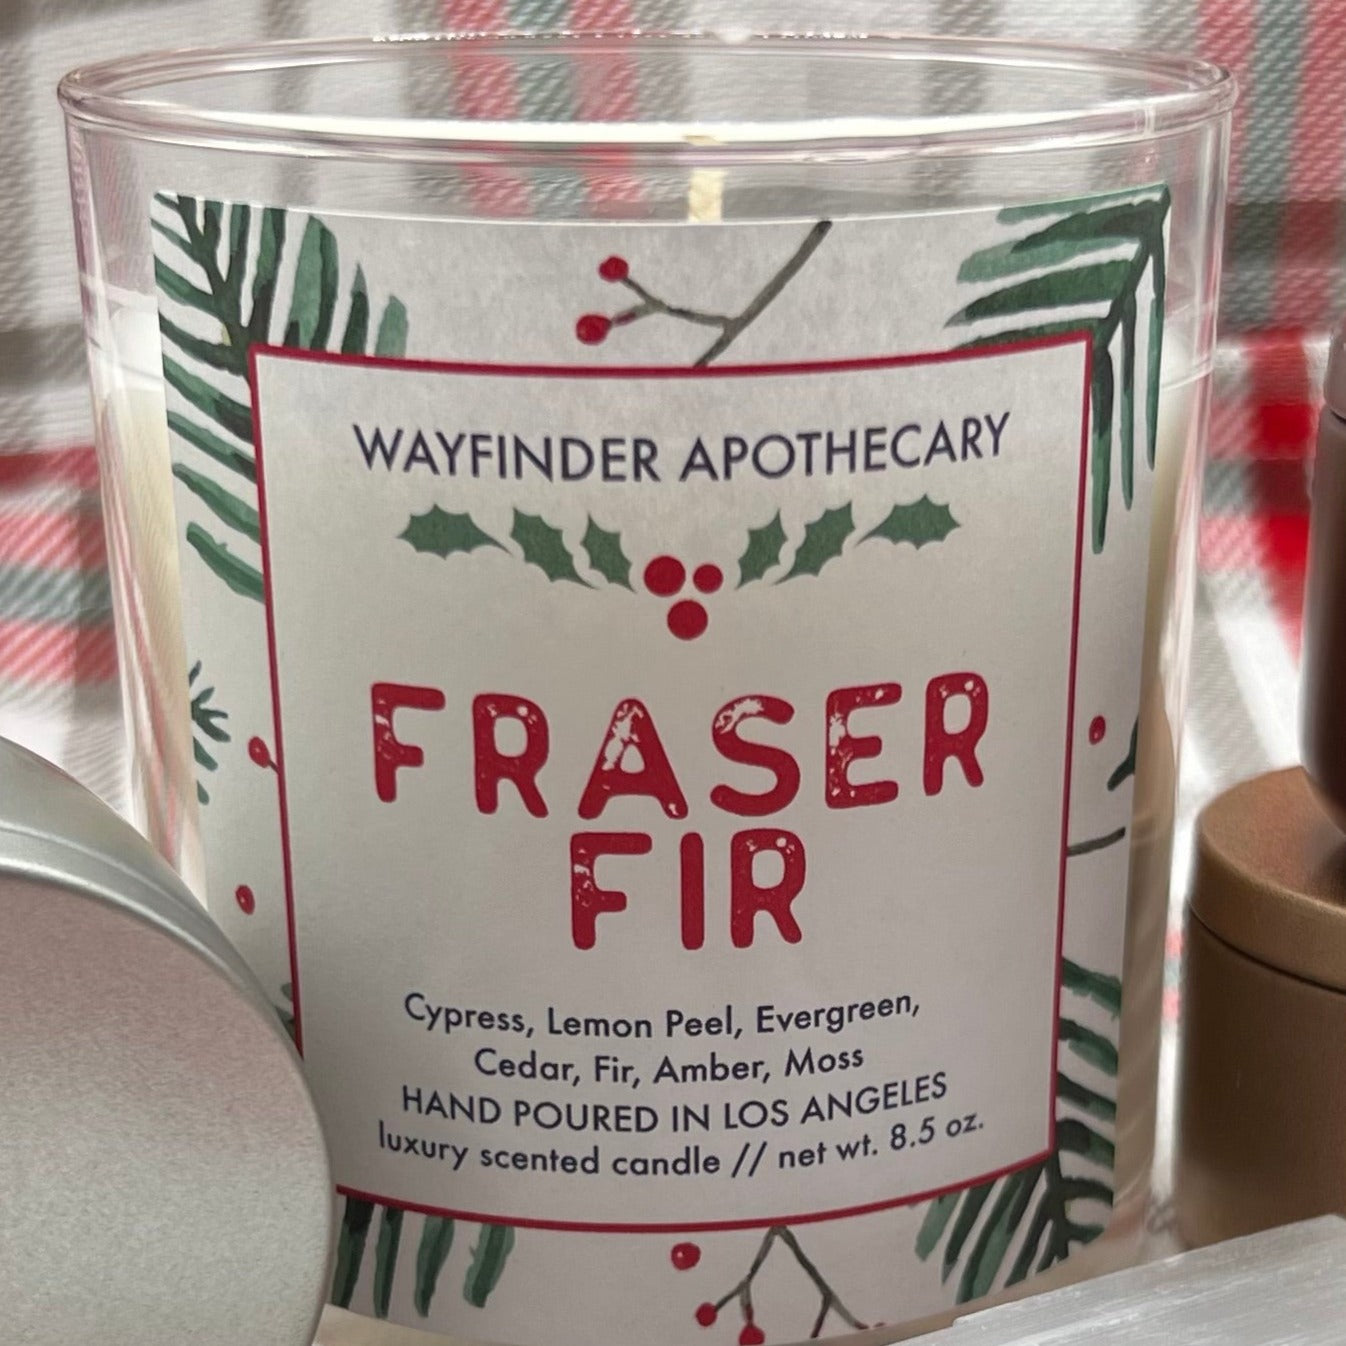 WAYFINDER APOTHECARY
FRASER
FIR
Cypress, Lemon Peel, Evergreen,
Cedar, Fir, Amber, Moss
HAND POURED IN LOS ANGELES
luxury scented candle // net wt. 8.5 oz.